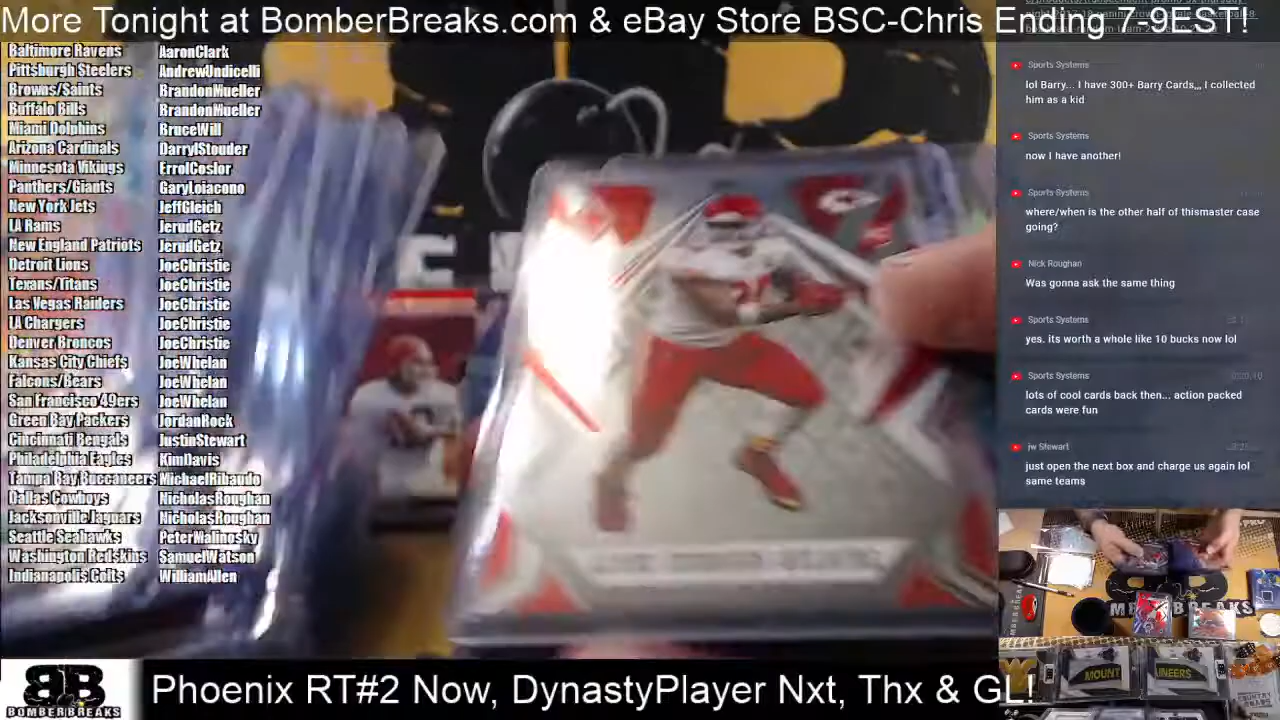 More Tonight at BomberBreaks.com & eBay Store BSC-Chris Ending 7-9EST!
Baltimore Ravens AaronClark
Pittsburgh Steelers AndrewUndicelli
Browns/Saints BrandonMueller
Buffalo Bills BrandonMueller
Miami Dolphins BruceWill
Arizona Cardinals DarrylStouder
Minnesota Vikings ErrolCoslor
Panthers/Giants GaryLoiacono
New York Jets JeffGleich
LA Rams JerudGetz
New England Patriots JerudGetz
Detroit Lions JoeChristie
Texans/Titans JoeChristie
Las Vegas Raiders JoeChristie
LA Chargers JoeChristie
Denver Broncos JoeChristie
Kansas City Chiefs JoeWhelan
Falcons/Bears JoeWhelan
San Francisco 49ers JoeWhelan
Green Bay Packers JordanRock
Cincinnati Bengals JustinStewart
Philadelphia Eagles KimDavis
Tampa Bay Buccaneers MichaelRibaudo
Dallas Cowboys NicholasRoughan
Jacksonville Jaguars NicholasRoughan
Seattle Seahawks PeterMalinosky
Washington Redskins SamuelWatson
Indianapolis Colts WilliamAllen
Sports Systems
lol Barry... I have 300+ Barry Cards,,, I collected
him as a kid
Sports Systems
now I have another!
Sports Systems
where/when is the other half of thismaster case
going?
Nick Roughan
Was gonna ask the same thing
Sports Systems
yes. its worth a whole like 10 bucks now lol
Sports Systems
lots of cool cards back then... action packed
cards were fun
jw Stewart
just open the next box and charge us again lol
same teams
MOUNT
AINEERS
BB
BOMBERBREAKS
Phoenix RT#2 Now, DynastyPlayer Nxt, Thx & GL!